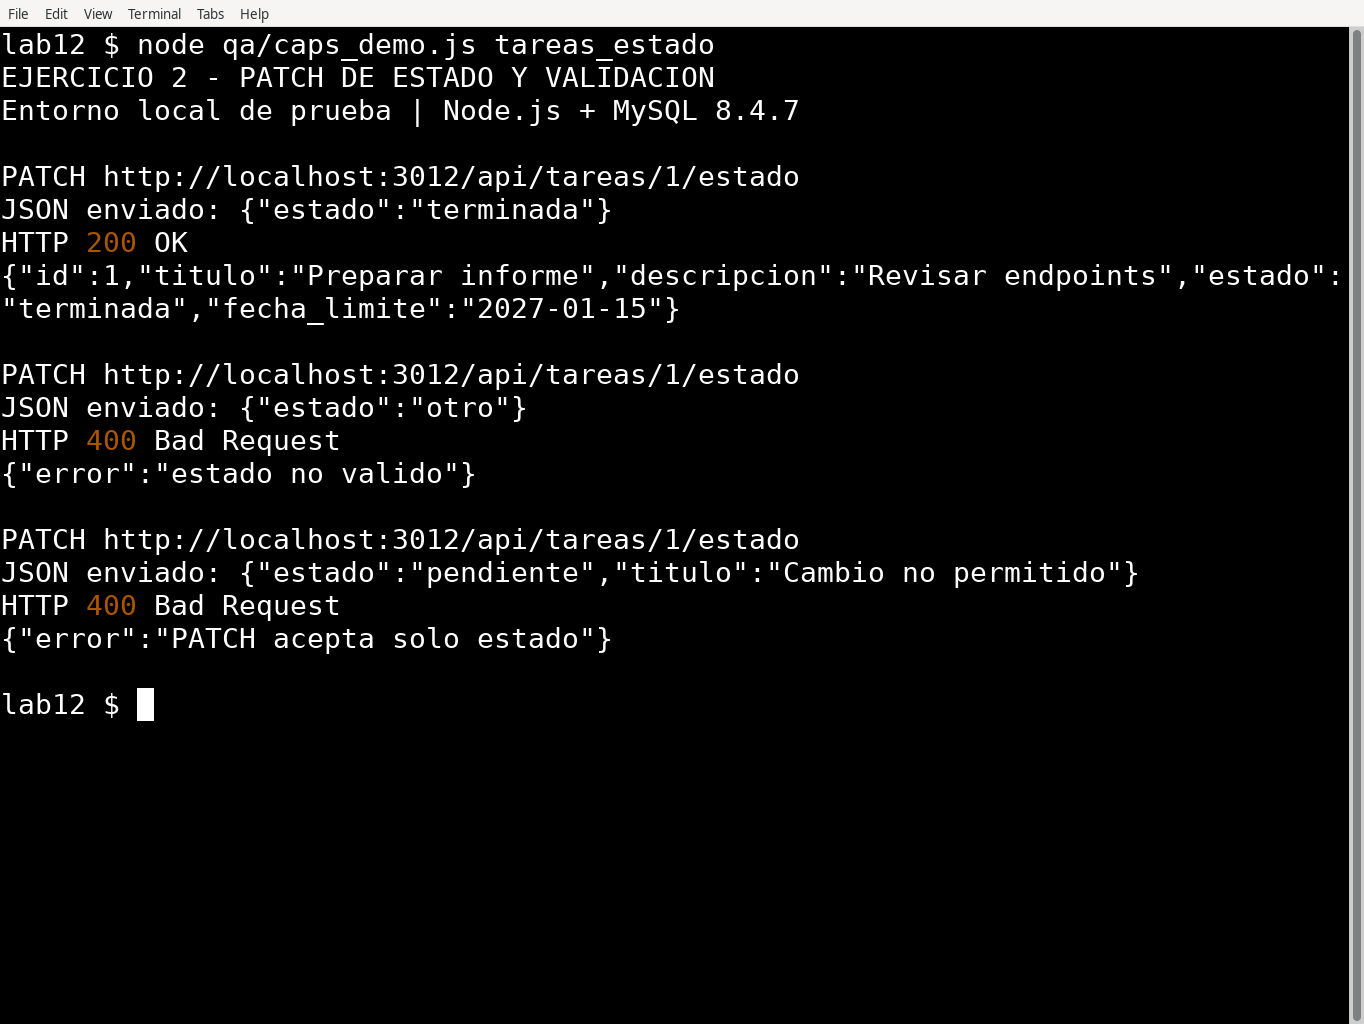 File Edit View Terminal Tabs Help
lab12 $ node qa/caps_demo.js tareas_estado
EJERCICIO 2 - PATCH DE ESTADO Y VALIDACION
Entorno local de prueba | Node.js + MySQL 8.4.7
PATCH http://localhost:3012/api/tareas/1/estado
JSON enviado: {"estado":"terminada"}
HTTP 200 OK
{"id":1,"titulo":"Preparar informe","descripcion":"Revisar endpoints","estado":
"terminada","fecha_limite":"2027-01-15"}
PATCH http://localhost:3012/api/tareas/1/estado
JSON enviado: {"estado":"otro"}
HTTP 400 Bad Request
{"error":"estado no valido"}
PATCH http://localhost:3012/api/tareas/1/estado
JSON enviado: {"estado":"pendiente","titulo":"Cambio no permitido"}
HTTP 400 Bad Request
{"error":"PATCH acepta solo estado"}
lab12 $